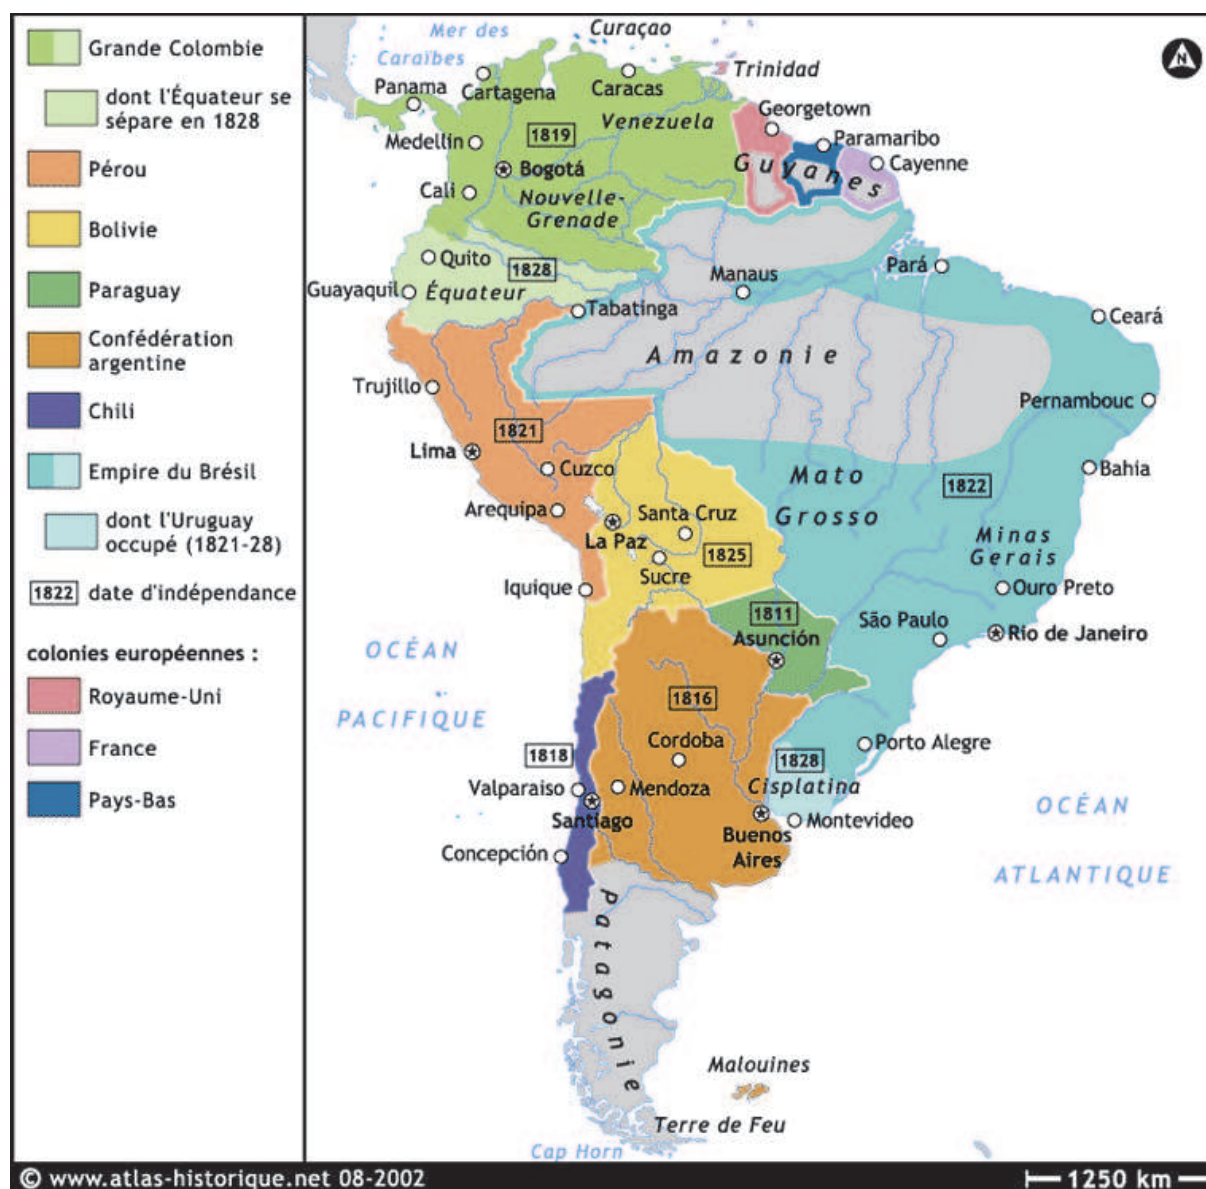 Grande Colombie
dont l'Équateur se
sépare en 1828
Pérou
Bolivie
Paraguay
Confédération
argentine
Chili
Empire du Brésil
dont l'Uruguay
occupé (1821-28)
1822 date d'indépendance
colonies européennes :
Royaume-Uni
France
Pays-Bas
Mer des
Caraïbes
Curaçao
N
Trinidad
Panama
Cartagena
Caracas
Georgetown
Venezuela
Medellin
1819
Paramaribo
Bogotá
Guyanes
Cayenne
Cali
Nouvelle-
Grenade
Quito
1828
Manaus
Pará
Guayaquil
Équateur
Tabatinga
Ceará
Amazonie
Trujillo
Pernambouc
1821
Lima
Cuzco
Bahia
Mato
Grosso
1822
Arequipa
Santa Cruz
La Paz
1825
Minas
Gerais
Sucre
Iquique
Ouro Preto
1811
Asunción
São Paulo
Rio de Janeiro
OCÉAN
PACIFIQUE
1816
Cordoba
Porto Alegre
1818
1828
Valparaiso
Mendoza
Cisplatina
Santiago
Buenos
Aires
Montevideo
OCÉAN
ATLANTIQUE
Concepción
Patagonie
Malouines
Terre de Feu
Cap Horn
© www.atlas-historique.net 08-2002
1250 km